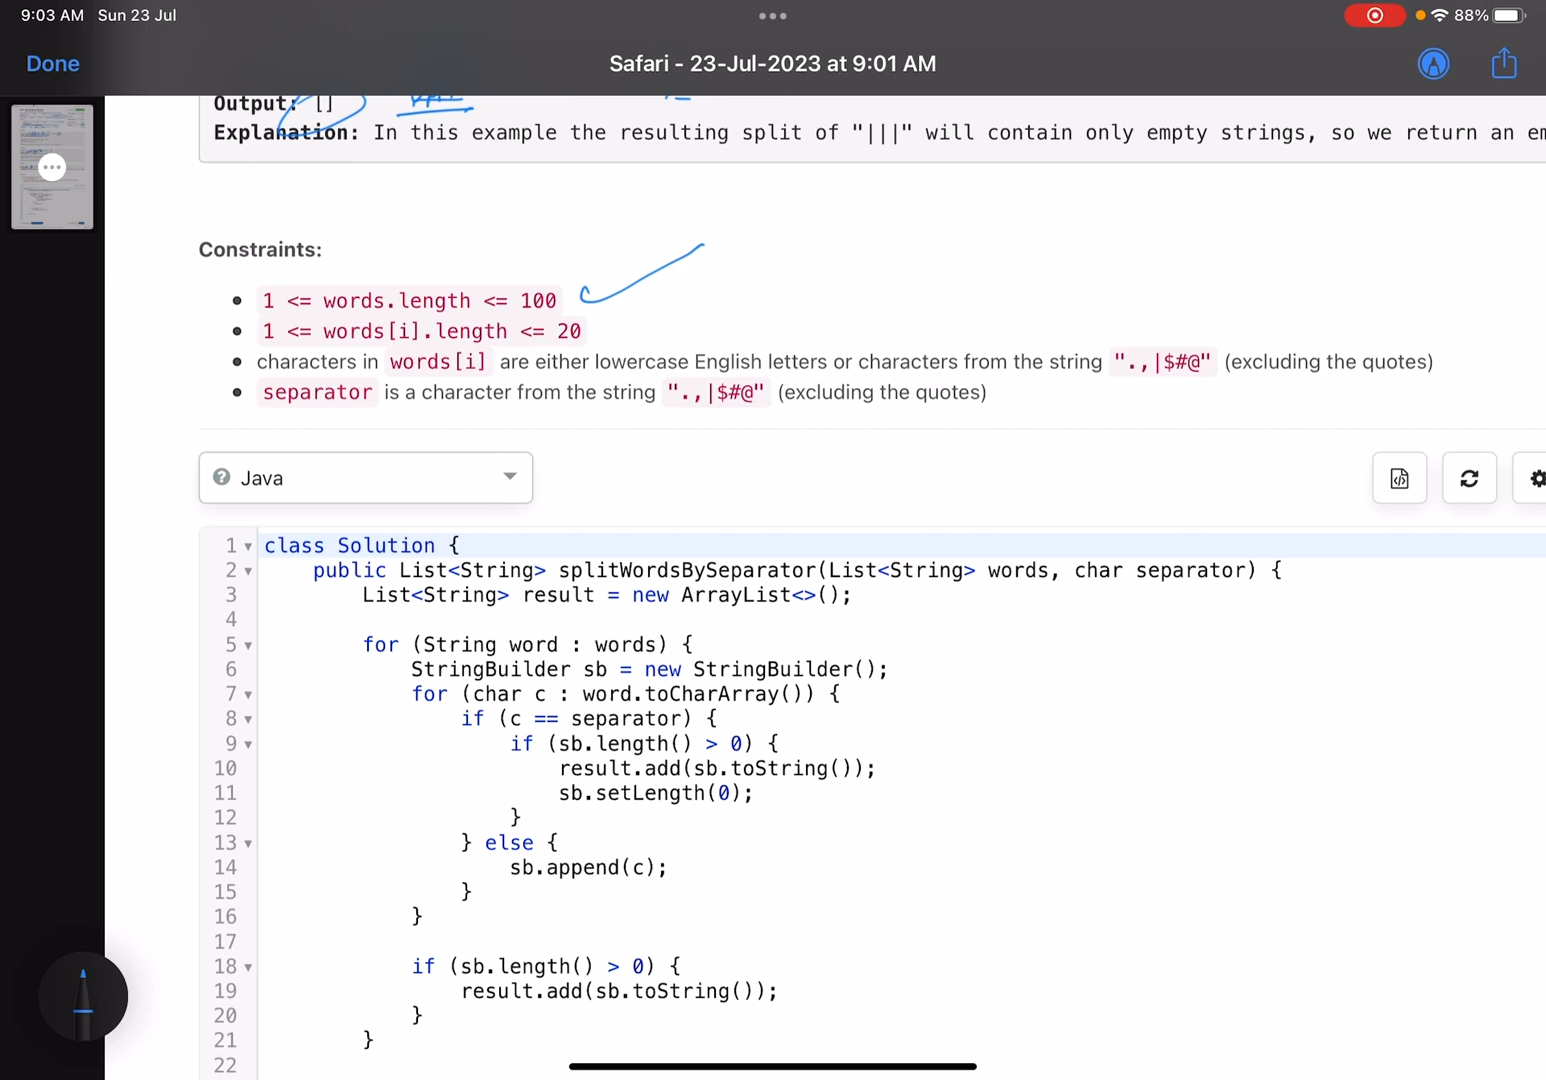 9:03 AM Sun 23 Jul
88%
Done
Safari - 23-Jul-2023 at 9:01 AM
Output: []
Explanation: In this example the resulting split of "|||" will contain only empty strings, so we return an em
Constraints:
1 <= words.length <= 100
1 <= words[i].length <= 20
characters in words[i] are either lowercase English letters or characters from the string ".,|$#@" (excluding the quotes)
separator is a character from the string ".,|$#@" (excluding the quotes)
Java
1 class Solution {
2 public List<String> splitWordsBySeparator(List<String> words, char separator) {
3 List<String> result = new ArrayList<>();
4
5 for (String word : words) {
6 StringBuilder sb = new StringBuilder();
7 for (char c : word.toCharArray()) {
8 if (c == separator) {
9 if (sb.length() > 0) {
10 result.add(sb.toString());
11 sb.setLength(0);
12 }
13 } else {
14 sb.append(c);
15 }
16 }
17
18 if (sb.length() > 0) {
19 result.add(sb.toString());
20 }
21 }
22